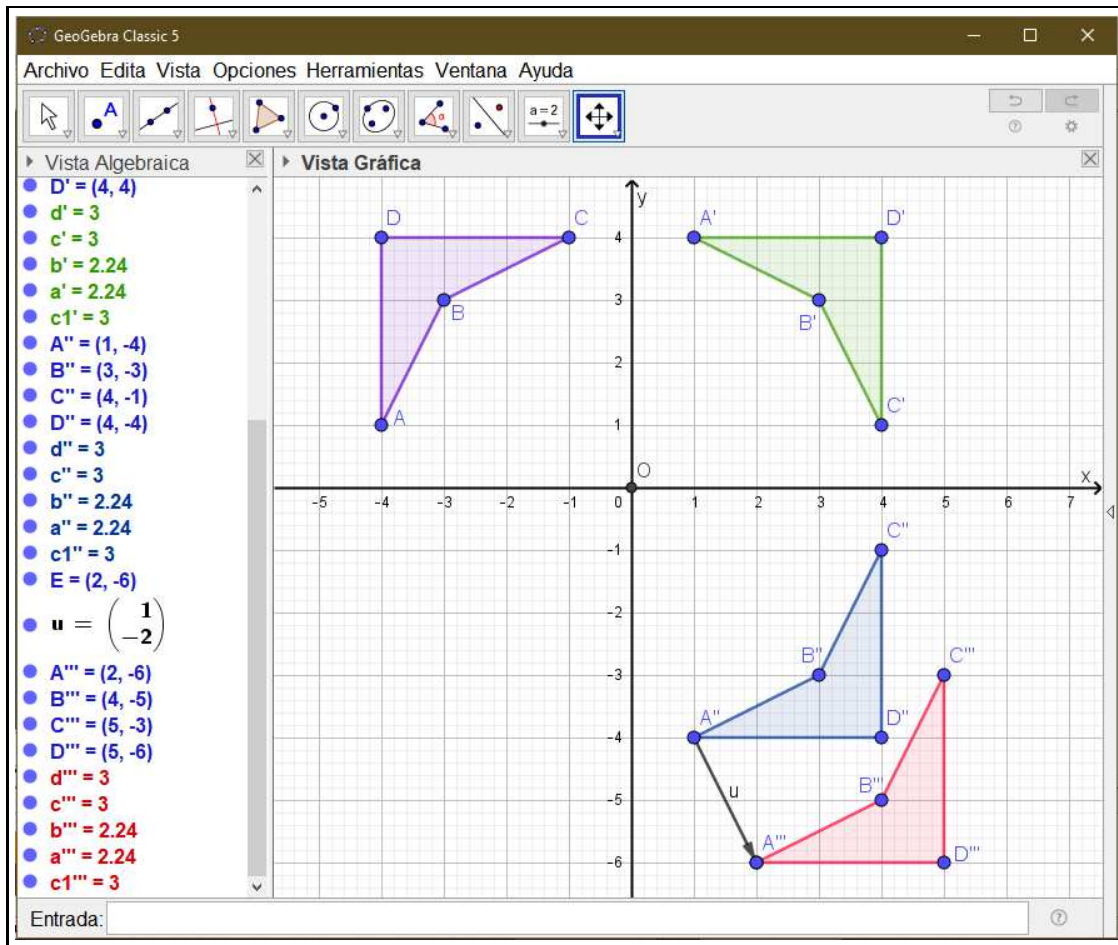 GeoGebra Classic 5
Archivo Edita Vista Opciones Herramientas Ventana Ayuda
A
a = 2
Vista Algebraica
D' = (4, 4)
d' = 3
c' = 3
b' = 2.24
a' = 2.24
c1' = 3
A'' = (1, -4)
B'' = (3, -3)
C'' = (4, -1)
D'' = (4, -4)
d'' = 3
c'' = 3
b'' = 2.24
a'' = 2.24
c1'' = 3
E = (2, -6)
u = ( 1
-2 )
A''' = (2, -6)
B''' = (4, -5)
C''' = (5, -3)
D''' = (5, -6)
d''' = 3
c''' = 3
b''' = 2.24
a''' = 2.24
c1''' = 3
Vista Gráfica
y
D C A' D'
4
3
B B'
2
A C'
1
O
x
-5 -4 -3 -2 -1 0 1 2 3 4 5 6 7
C''
-1
-2
B'' C'''
-3
A'' D''
-4
B'''
u
-5
A''' D'''
-6
Entrada: